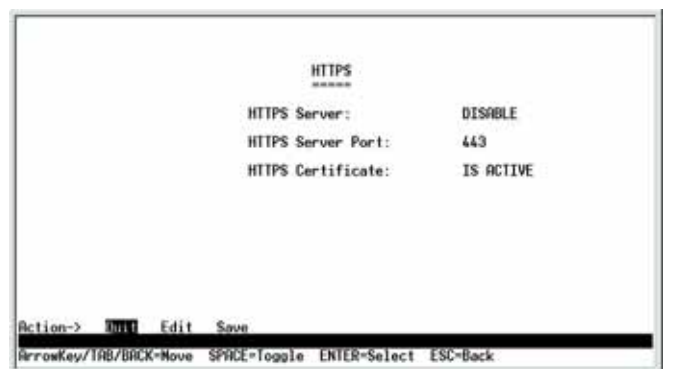 HTTPS
=====
HTTPS Server: DISABLE
HTTPS Server Port: 443
HTTPS Certificate: IS ACTIVE
Action-> Quit Edit Save
ArrowKey/TAB/BACK=Move SPACE=Toggle ENTER=Select ESC=Back